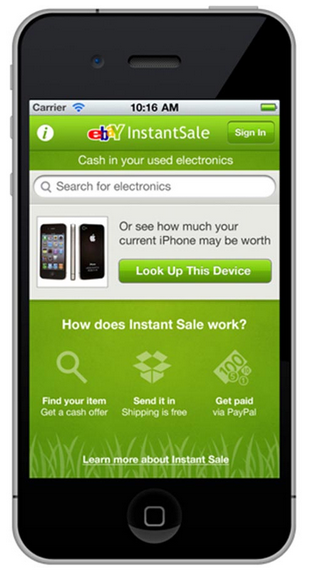 Carrier 10:16 AM
i ebay InstantSale Sign In
Cash in your used electronics
Search for electronics
Or see how much your
current iPhone may be worth
Look Up This Device
How does Instant Sale work?
Find your item Send it in Get paid
Get a cash offer Shipping is free via PayPal
Learn more about Instant Sale